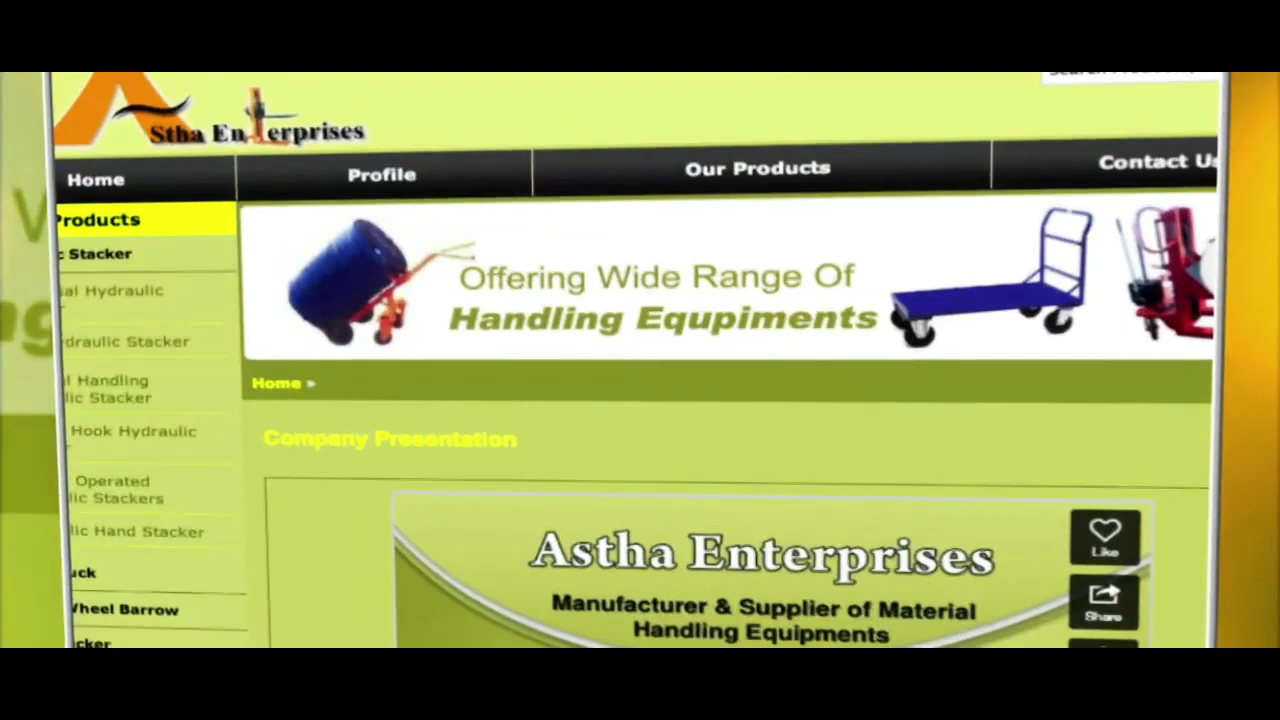 Stha Enterprises
Home
Profile
Our Products
Contact Us
Products
Stacker
Hydraulic
Hydraulic Stacker
Handling
Stacker
Hook Hydraulic
Operated
Stackers
Hand Stacker
Wheel Barrow
Offering Wide Range Of
Handling Equpiments
Home »
Company Presentation
Astha Enterprises
Manufacturer & Supplier of Material
Handling Equipments
Like
Share